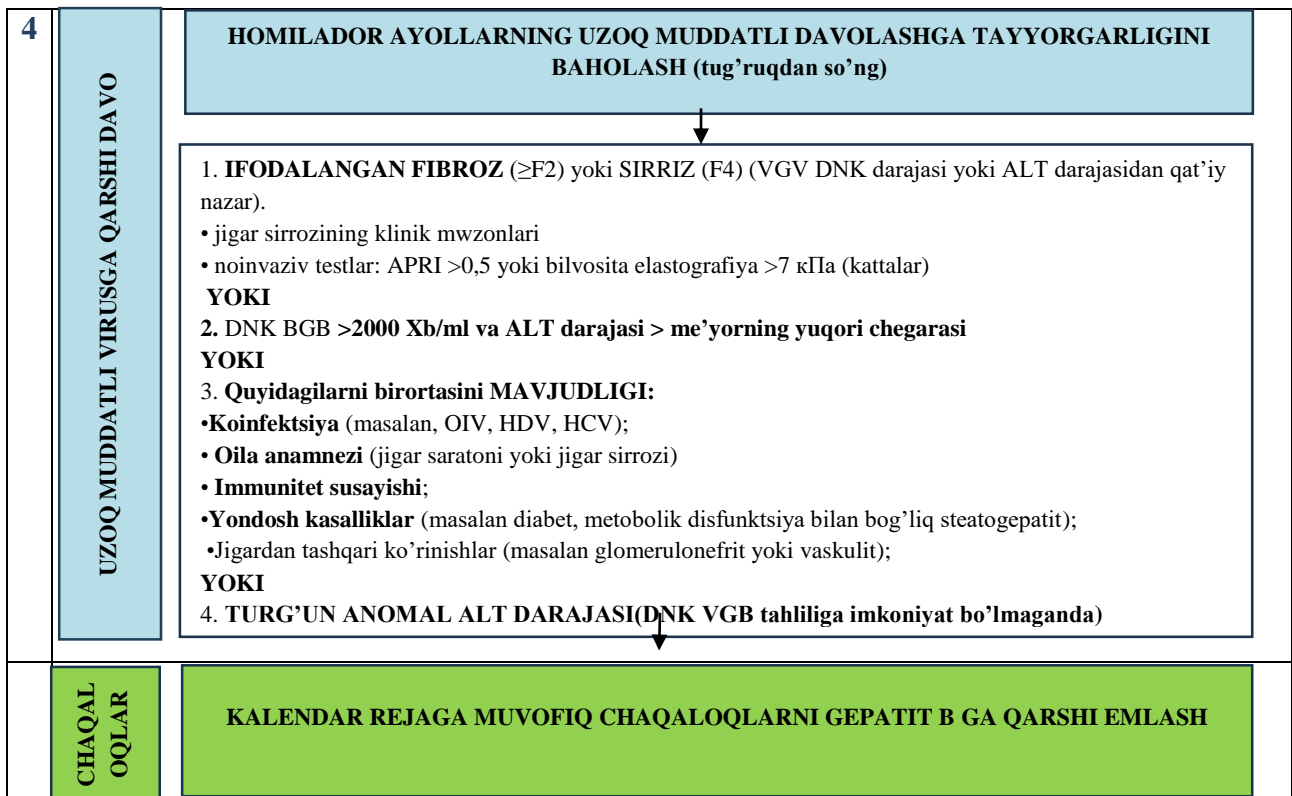 4
UZOQ MUDDATLI VIRUSGA QARSHI DAVO
HOMILADOR AYOLLARNING UZOQ MUDDATLI DAVOLASHGA TAYYORGARLIGINI
BAHOLASH (tug’ruqdan so’ng)
1. IFODALANGAN FIBROZ (≥F2) yoki SIRRIZ (F4) (VGV DNK darajasi yoki ALT darajasidan qat’iy
nazar).
• jigar sirrozining klinik mwzonlari
• noinvaziv testlar: APRI >0,5 yoki bilvosita elastografiya >7 кПа (kattalar)
YOKI
2. DNK BGB >2000 Xb/ml va ALT darajasi > me’yorning yuqori chegarasi
YOKI
3. Quyidagilarni birortasini MAVJUDLIGI:
•Koinfektsiya (masalan, OIV, HDV, HCV);
• Oila anamnezi (jigar saratoni yoki jigar sirrozi)
• Immunitet susayishi;
•Yondosh kasalliklar (masalan diabet, metobolik disfunktsiya bilan bog’liq steatogepatit);
•Jigardan tashqari ko’rinishlar (masalan glomerulonefrit yoki vaskulit);
YOKI
4. TURG’UN ANOMAL ALT DARAJASI(DNK VGB tahliliga imkoniyat bo’lmaganda)
CHAQAL
OQLAR
KALENDAR REJAGA MUVOFIQ CHAQALOQLARNI GEPATIT B GA QARSHI EMLASH